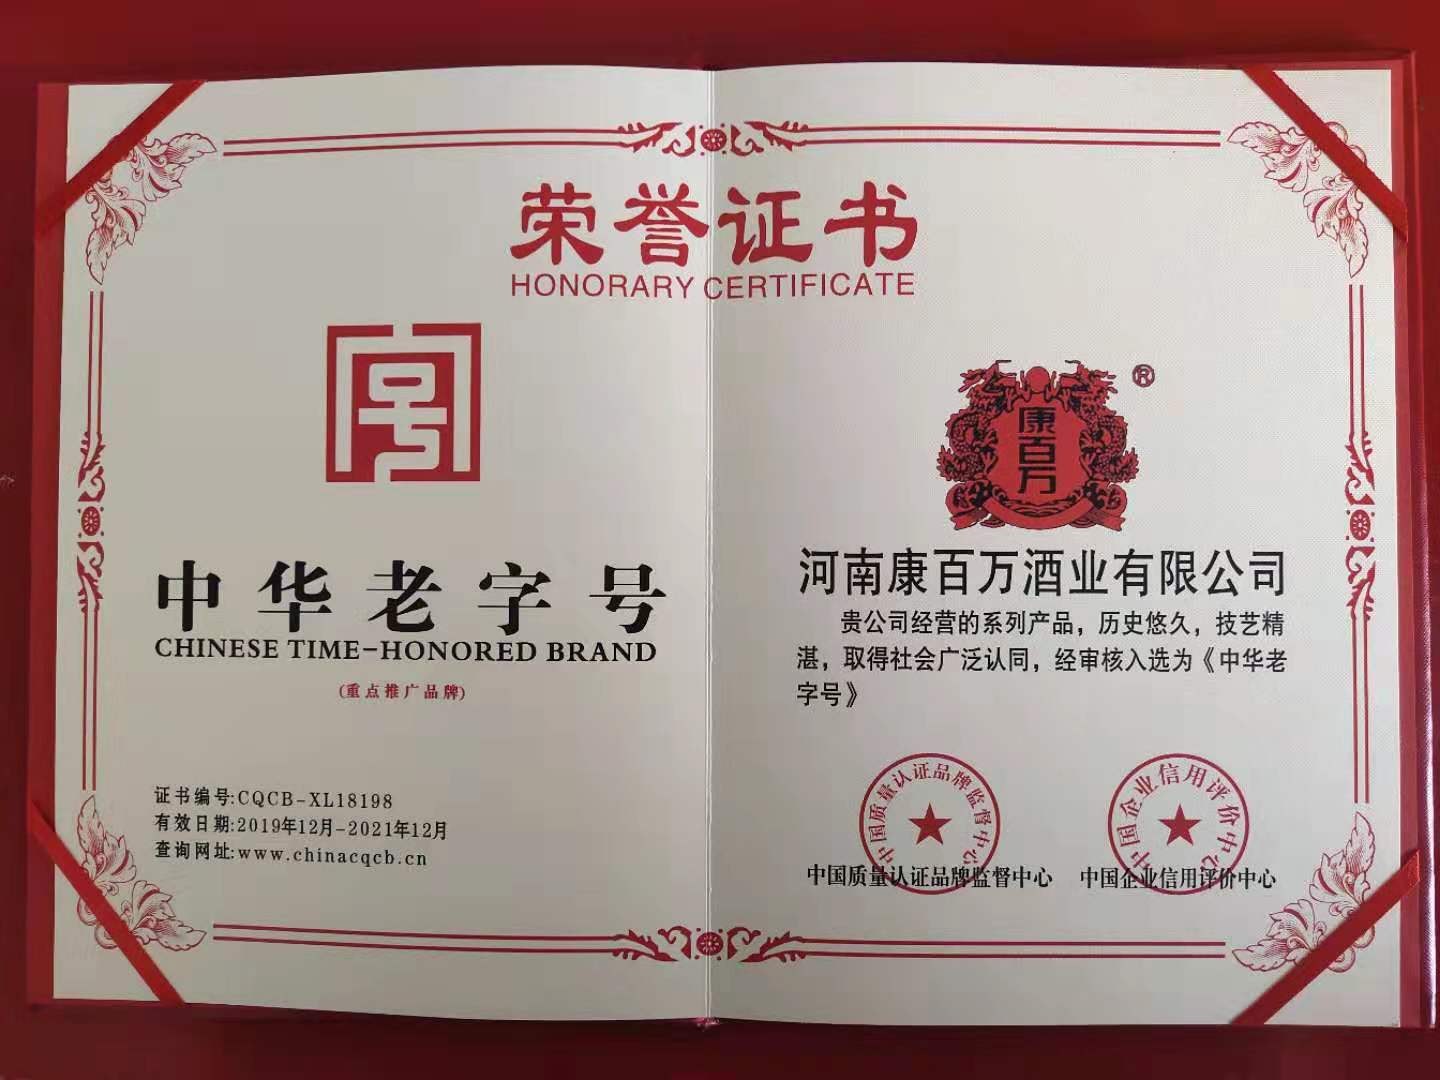 荣誉证书
HONORARY CERTIFICATE
字号
中华老字号
CHINESE TIME-HONORED BRAND
(重点推广品牌)
证书编号:CQCB-XL18198
有效日期:2019年12月-2021年12月
查询网址:www.chinacqcb.cn
康百万
®
河南康百万酒业有限公司
贵公司经营的系列产品，历史悠久，技艺精
湛，取得社会广泛认同，经审核入选为《中华老
字号》
中国质量认证品牌监督中心
中国质量认证品牌监督中心
中国企业信用评价中心
中国企业信用评价中心